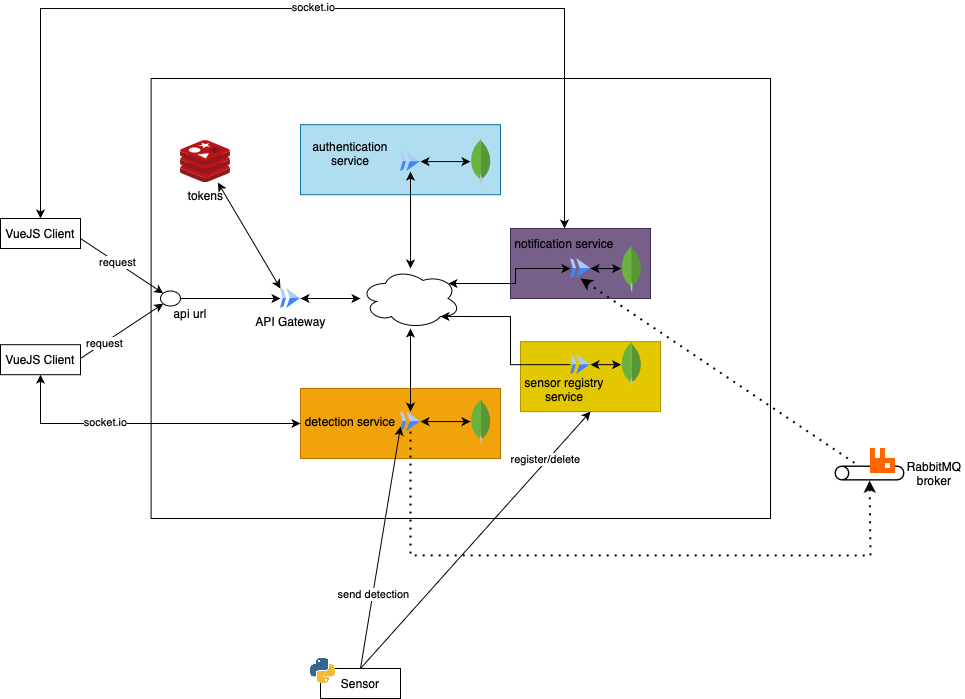 socket.io
authentication
service
tokens
VueJS Client
notification service
request
api url
API Gateway
request
VueJS Client
sensor registry
service
socket.io
detection service
register/delete
RabbitMQ
broker
send detection
Sensor